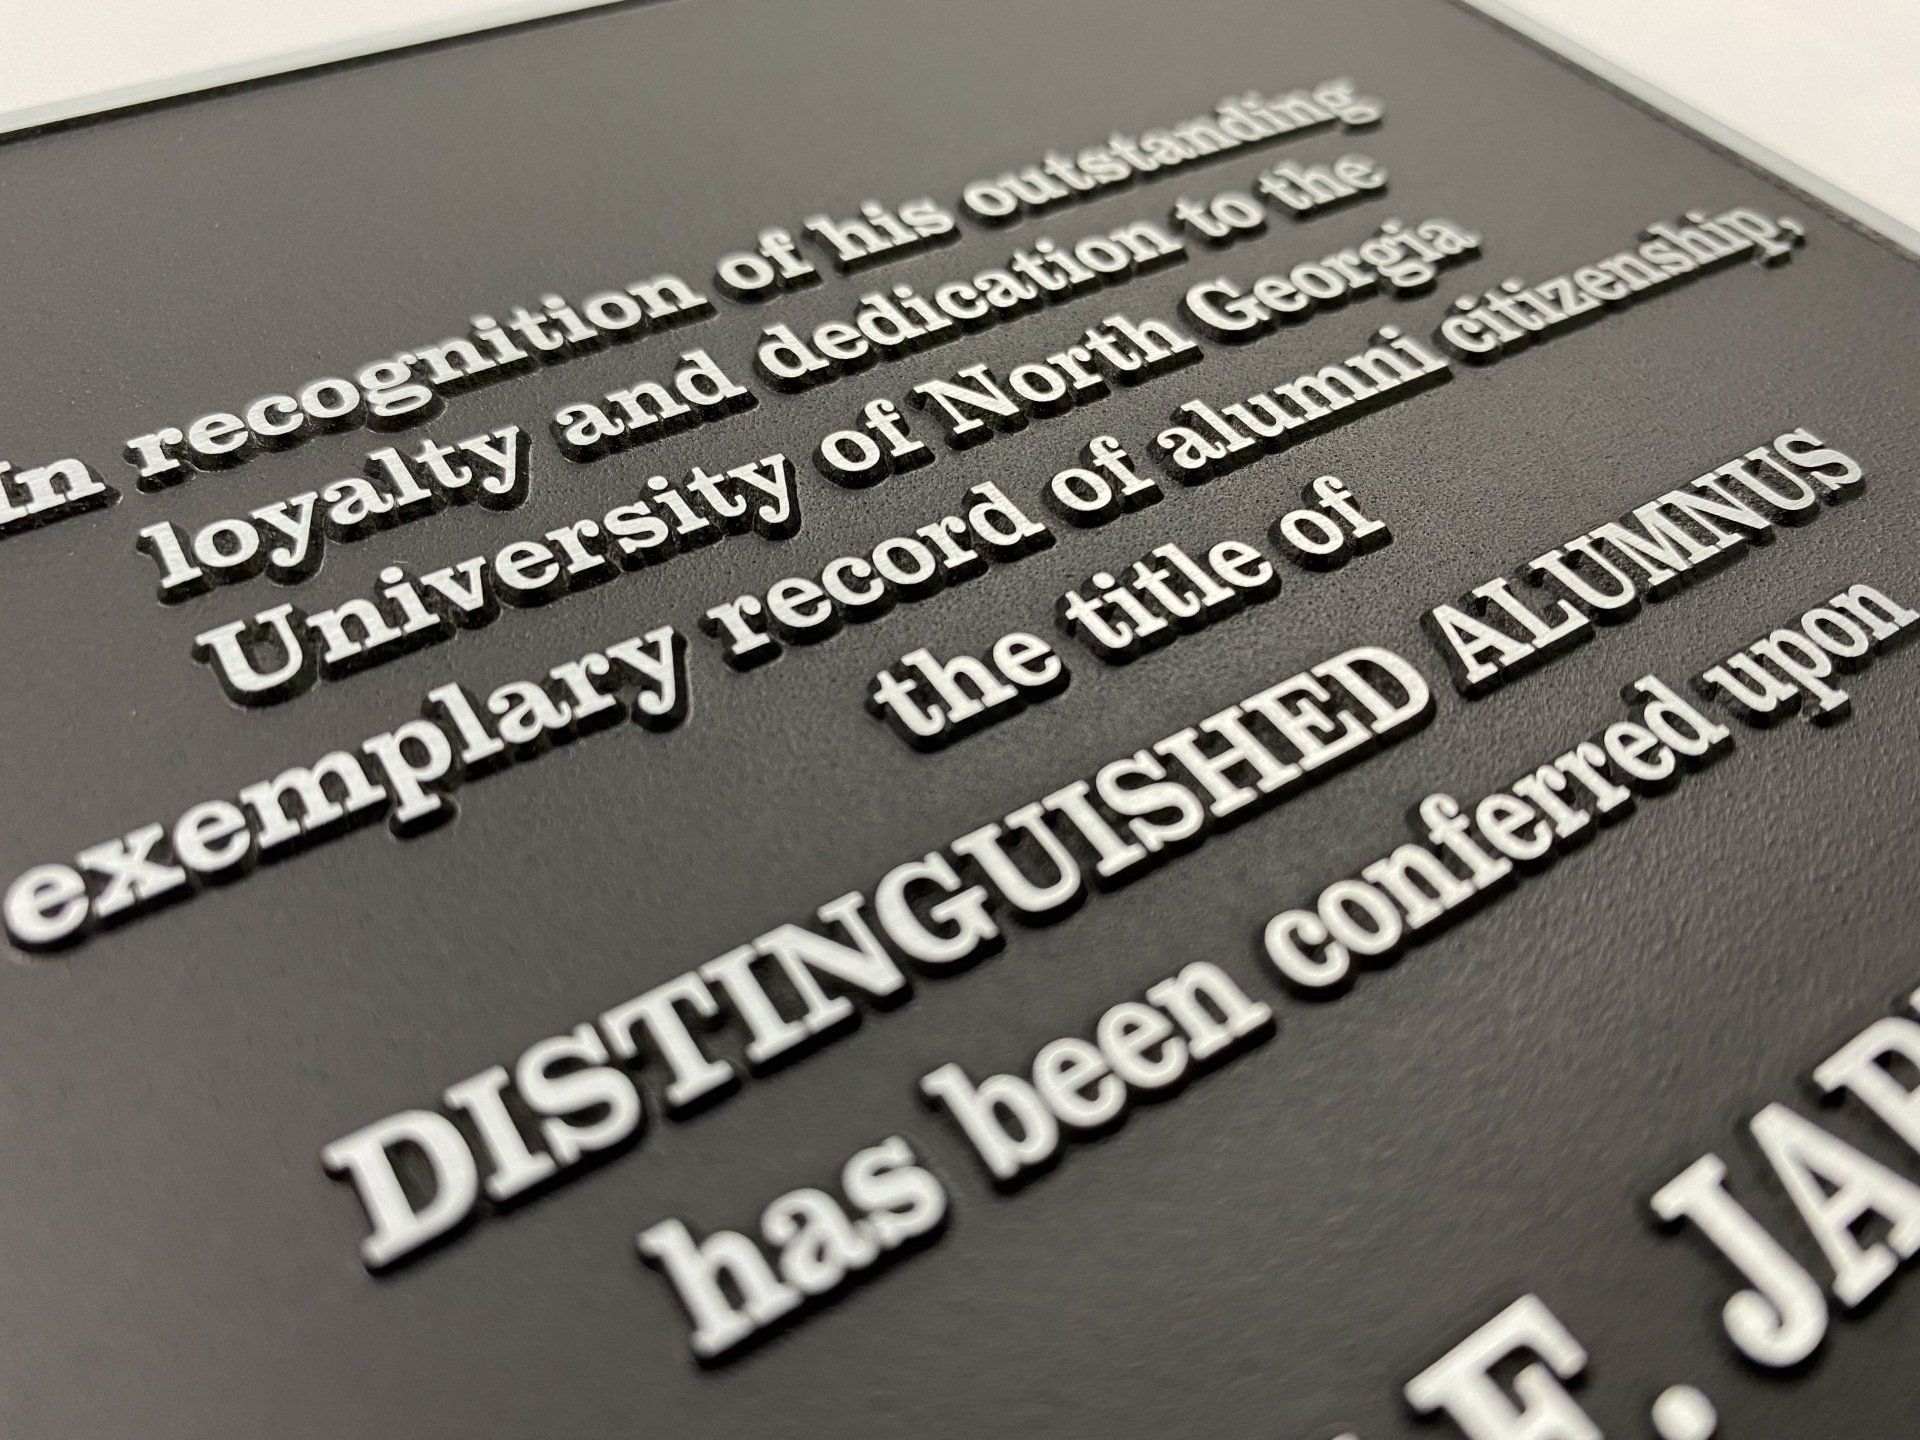 In recognition of his outstanding
loyalty and dedication to the
University of North Georgia
exemplary record of alumni citizenship,
the title of
DISTINGUISHED ALUMNUS
has been conferred upon
E. JAR